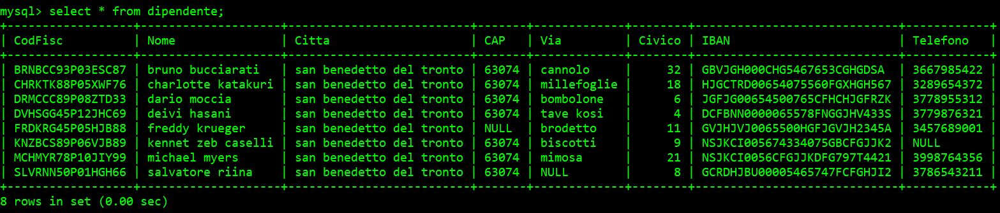 mysql> select * from dipendente;
+------------------+--------------------+--------------------------+-------+-------------+--------+-----------------------------+------------+
| CodFisc          | Nome               | Citta                    | CAP   | Via         | Civico | IBAN                        | Telefono   |
+------------------+--------------------+--------------------------+-------+-------------+--------+-----------------------------+------------+
| BRNBCC93P03ESC87 | bruno bucciarati   | san benedetto del tronto | 63074 | cannolo     |     32 | GBVJGH000CHG5467653CGHGDSA  | 3667985422 |
| CHRKTK88P05XWF76 | charlotte katakuri | san benedetto del tronto | 63074 | millefoglie |     18 | HJGCTRD00654075560FGXHGH567 | 3289654372 |
| DRMCCC89P08ZTD33 | dario moccia       | san benedetto del tronto | 63074 | bombolone   |      6 | JGFJG00654500765CFHCHJGFRZK | 3778955312 |
| DVHSGG45P12JHC69 | deivi hasani       | san benedetto del tronto | 63074 | tave kosi   |      4 | DCFBNN0000065578FNGGJHV433S | 3779876321 |
| FRDKRG45P05HJB88 | freddy krueger     | san benedetto del tronto | NULL  | brodetto    |     11 | GVJHJVJ0065500HGFJGVJH2345A | 3457689001 |
| KNZBCS89P06VJB89 | kennet zeb caselli | san benedetto del tronto | 63074 | biscotti    |      9 | NSJKCI005674334075GBCFGJJK2 | NULL       |
| MCHMYR78P10JIY99 | michael myers      | san benedetto del tronto | 63074 | mimosa      |     21 | NSJKCI0056CFGJJKDFG797T4421 | 3998764356 |
| SLVRNN50P01HGH66 | salvatore riina    | san benedetto del tronto | 63074 | NULL        |      8 | GCRDHJBU00005465747FCFGHJI2 | 3786543211 |
+------------------+--------------------+--------------------------+-------+-------------+--------+-----------------------------+------------+
8 rows in set (0.00 sec)